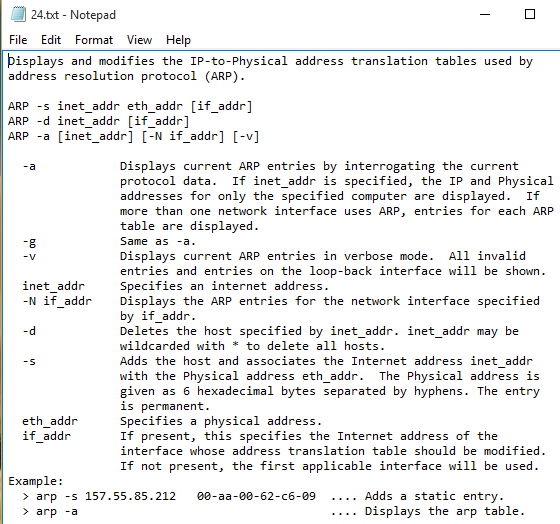 24.txt - Notepad
File Edit Format View Help
Displays and modifies the IP-to-Physical address translation tables used by
address resolution protocol (ARP).
ARP -s inet_addr eth_addr [if_addr]
ARP -d inet_addr [if_addr]
ARP -a [inet_addr] [-N if_addr] [-v]
-a Displays current ARP entries by interrogating the current
protocol data. If inet_addr is specified, the IP and Physical
addresses for only the specified computer are displayed. If
more than one network interface uses ARP, entries for each ARP
table are displayed.
-g Same as -a.
-v Displays current ARP entries in verbose mode. All invalid
entries and entries on the loop-back interface will be shown.
inet_addr Specifies an internet address.
-N if_addr Displays the ARP entries for the network interface specified
by if_addr.
-d Deletes the host specified by inet_addr. inet_addr may be
wildcarded with * to delete all hosts.
-s Adds the host and associates the Internet address inet_addr
with the Physical address eth_addr. The Physical address is
given as 6 hexadecimal bytes separated by hyphens. The entry
is permanent.
eth_addr Specifies a physical address.
if_addr If present, this specifies the Internet address of the
interface whose address translation table should be modified.
If not present, the first applicable interface will be used.
Example:
> arp -s 157.55.85.212 00-aa-00-62-c6-09 .... Adds a static entry.
> arp -a .... Displays the arp table.